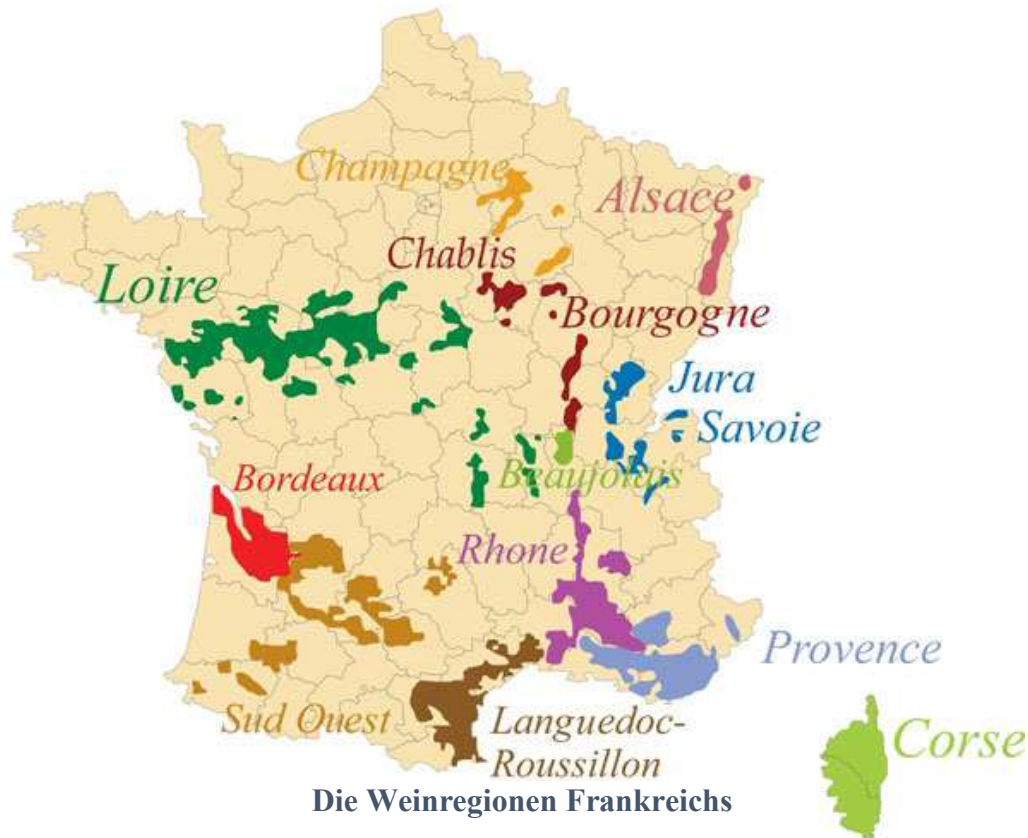 Champagne
Alsace
Chablis
Loire
Bourgogne
Jura
Savoie
Beaujolais
Bordeaux
Rhone
Provence
Sud Ouest
Languedoc-
Roussillon
Corse
Die Weinregionen Frankreichs